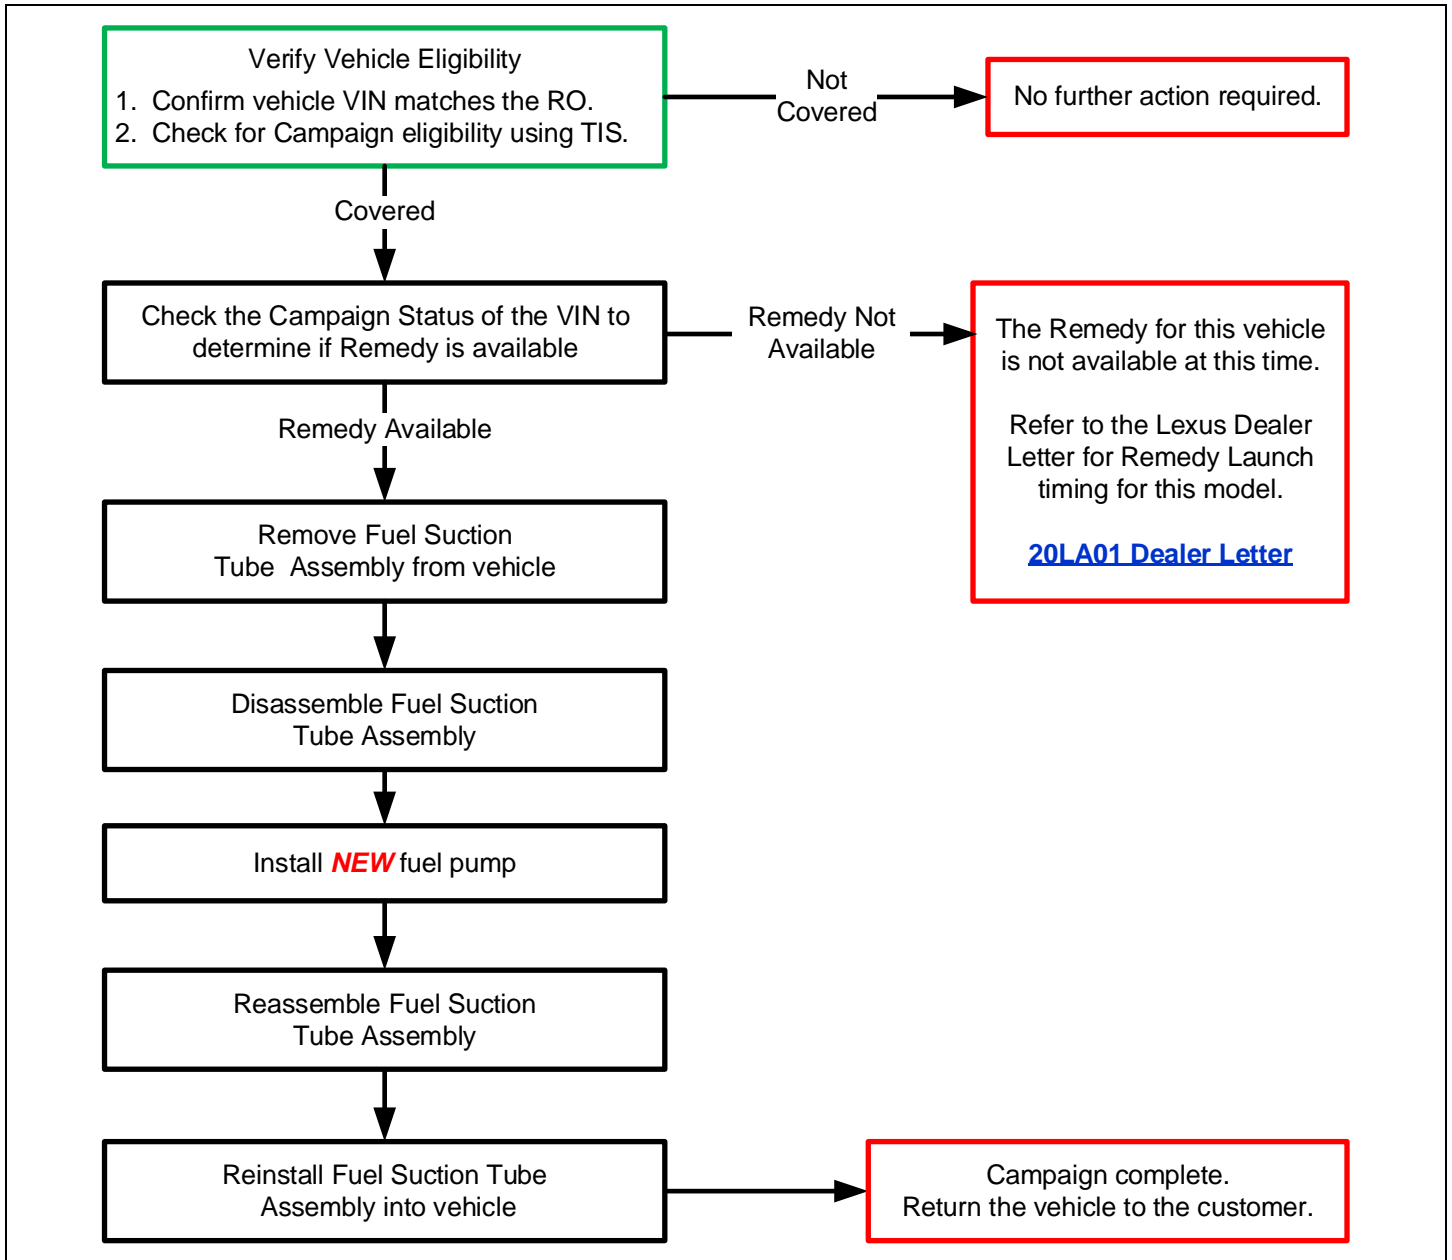 Verify Vehicle Eligibility
1. Confirm vehicle VIN matches the RO.
2. Check for Campaign eligibility using TIS.
Not
Covered
No further action required.
Covered
Check the Campaign Status of the VIN to
determine if Remedy is available
Remedy Not
Available
The Remedy for this vehicle
is not available at this time.
Refer to the Lexus Dealer
Letter for Remedy Launch
timing for this model.
20LA01 Dealer Letter
Remedy Available
Remove Fuel Suction
Tube Assembly from vehicle
Disassemble Fuel Suction
Tube Assembly
Install NEW fuel pump
Reassemble Fuel Suction
Tube Assembly
Reinstall Fuel Suction Tube
Assembly into vehicle
Campaign complete.
Return the vehicle to the customer.